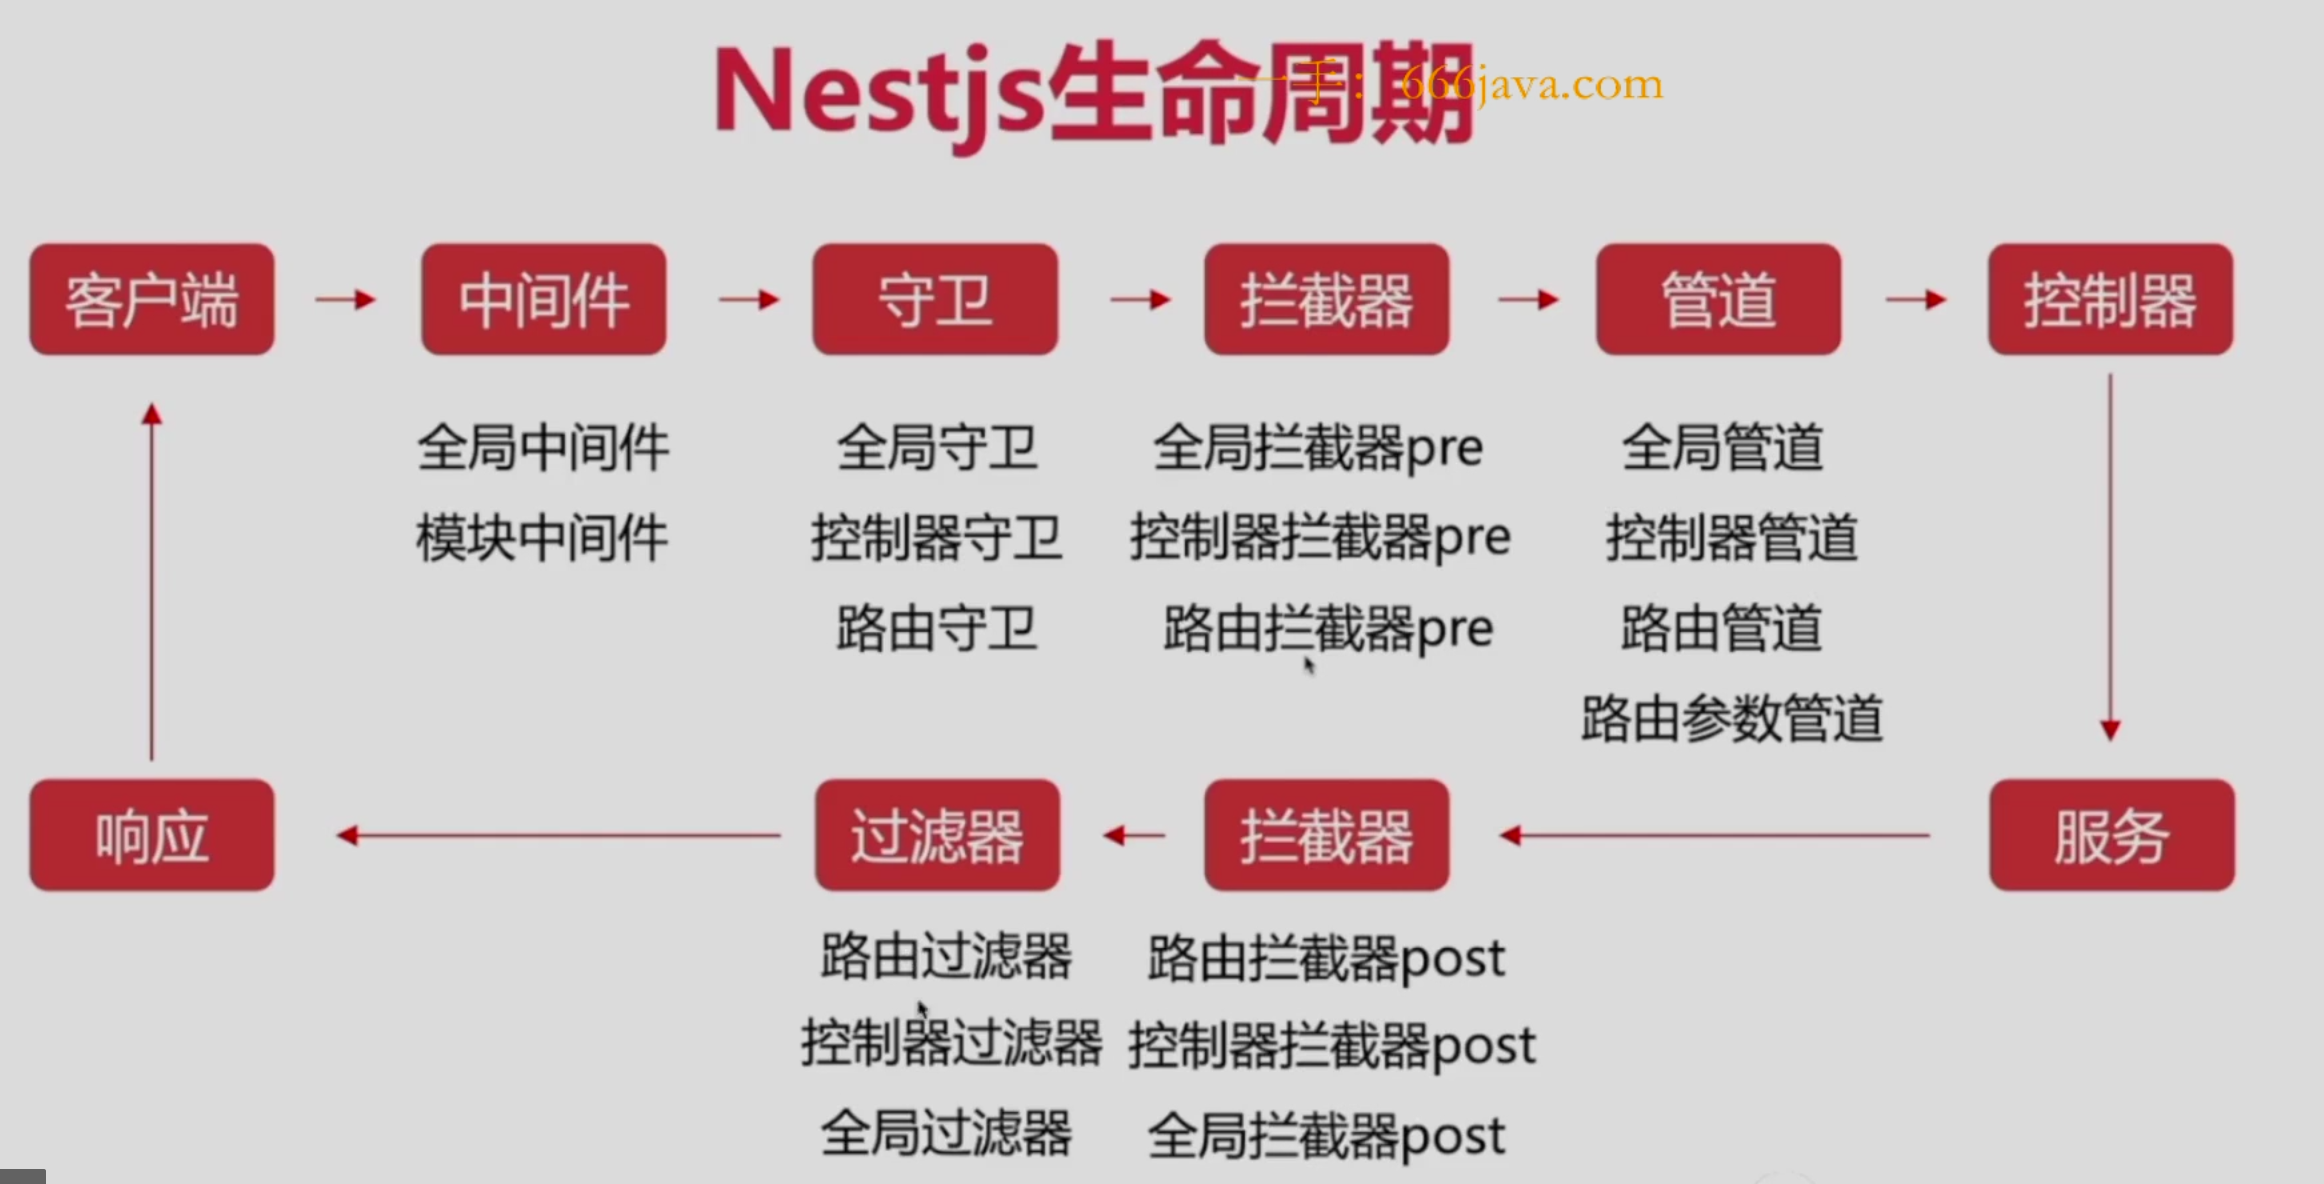 Nestjs生命周期
一手：666java.com
客户端
中间件
守卫
拦截器
管道
控制器
全局中间件
全局守卫
全局拦截器pre
全局管道
模块中间件
控制器守卫
控制器拦截器pre
控制器管道
路由守卫
路由拦截器pre
路由管道
路由参数管道
响应
过滤器
拦截器
服务
路由过滤器
路由拦截器post
控制器过滤器
控制器拦截器post
全局过滤器
全局拦截器post